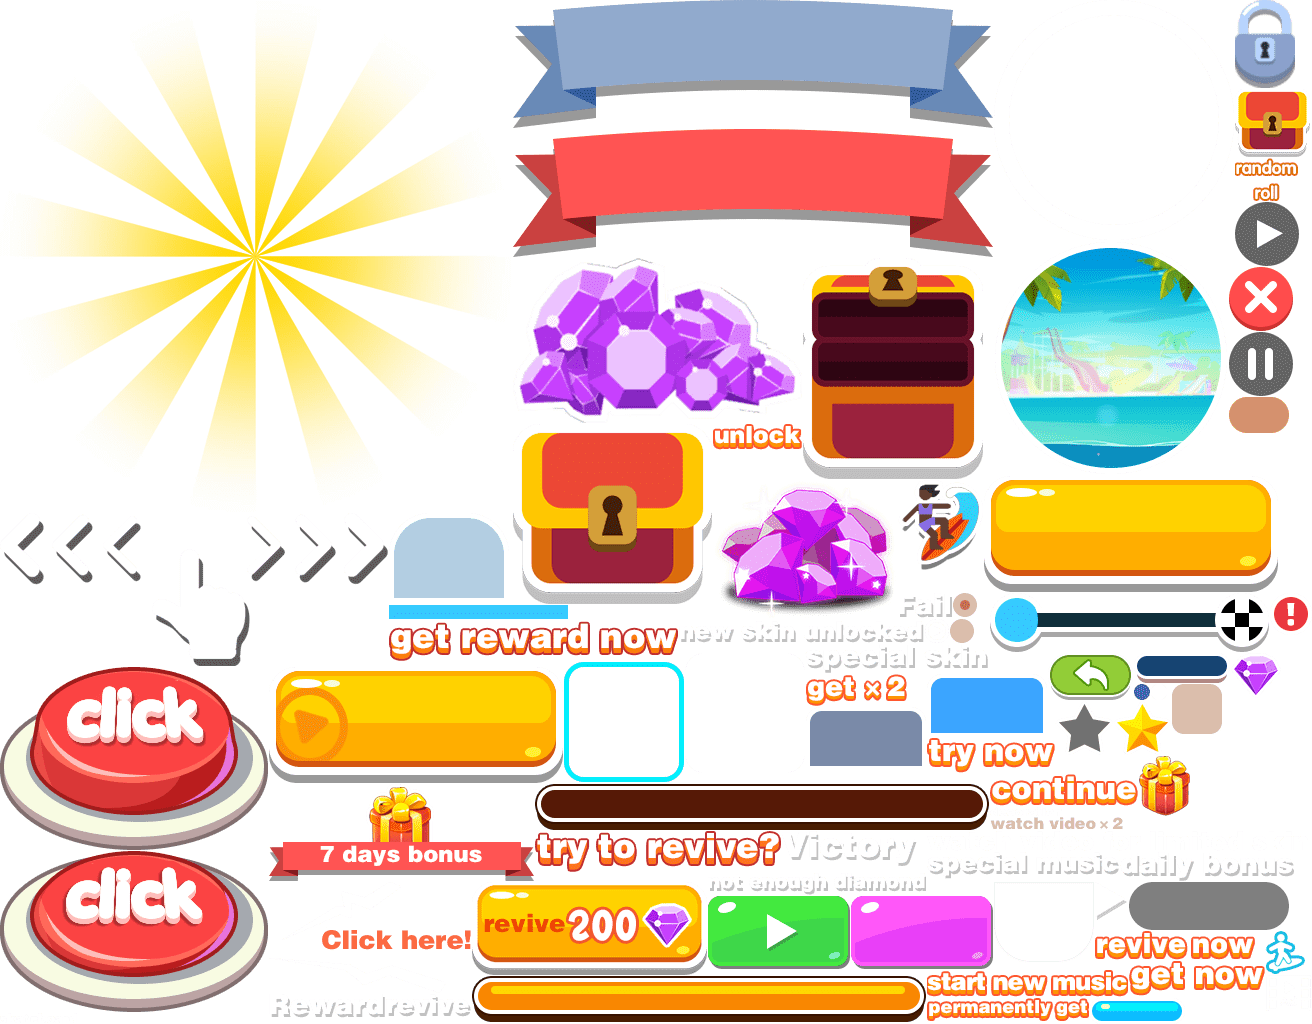 random
roll
unlock
Fail
get reward now
new skin unlocked
special skin
get × 2
click
try now
continue
watch video × 2
7 days bonus
try to revive?
Victory
special music
daily bonus
not enough diamond
click
revive 200
Click here!
revive now
get now
start new music
permanently get
Reward
revive